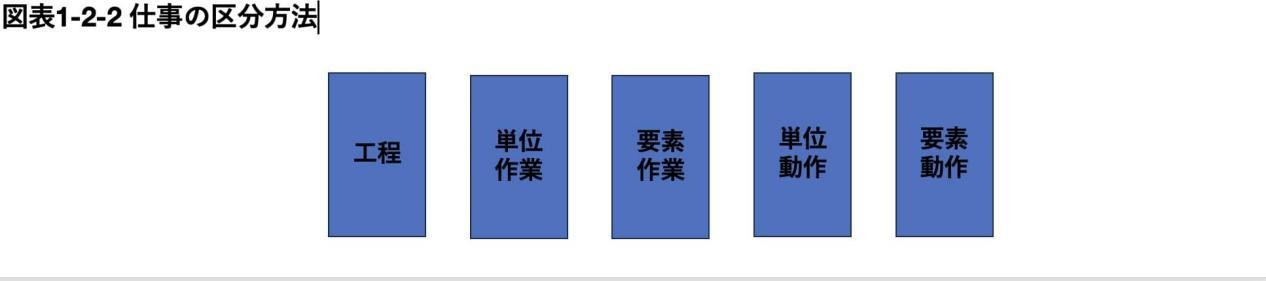 図表1-2-2 仕事の区分方法
工程
単位
作業
要素
作業
単位
動作
要素
動作